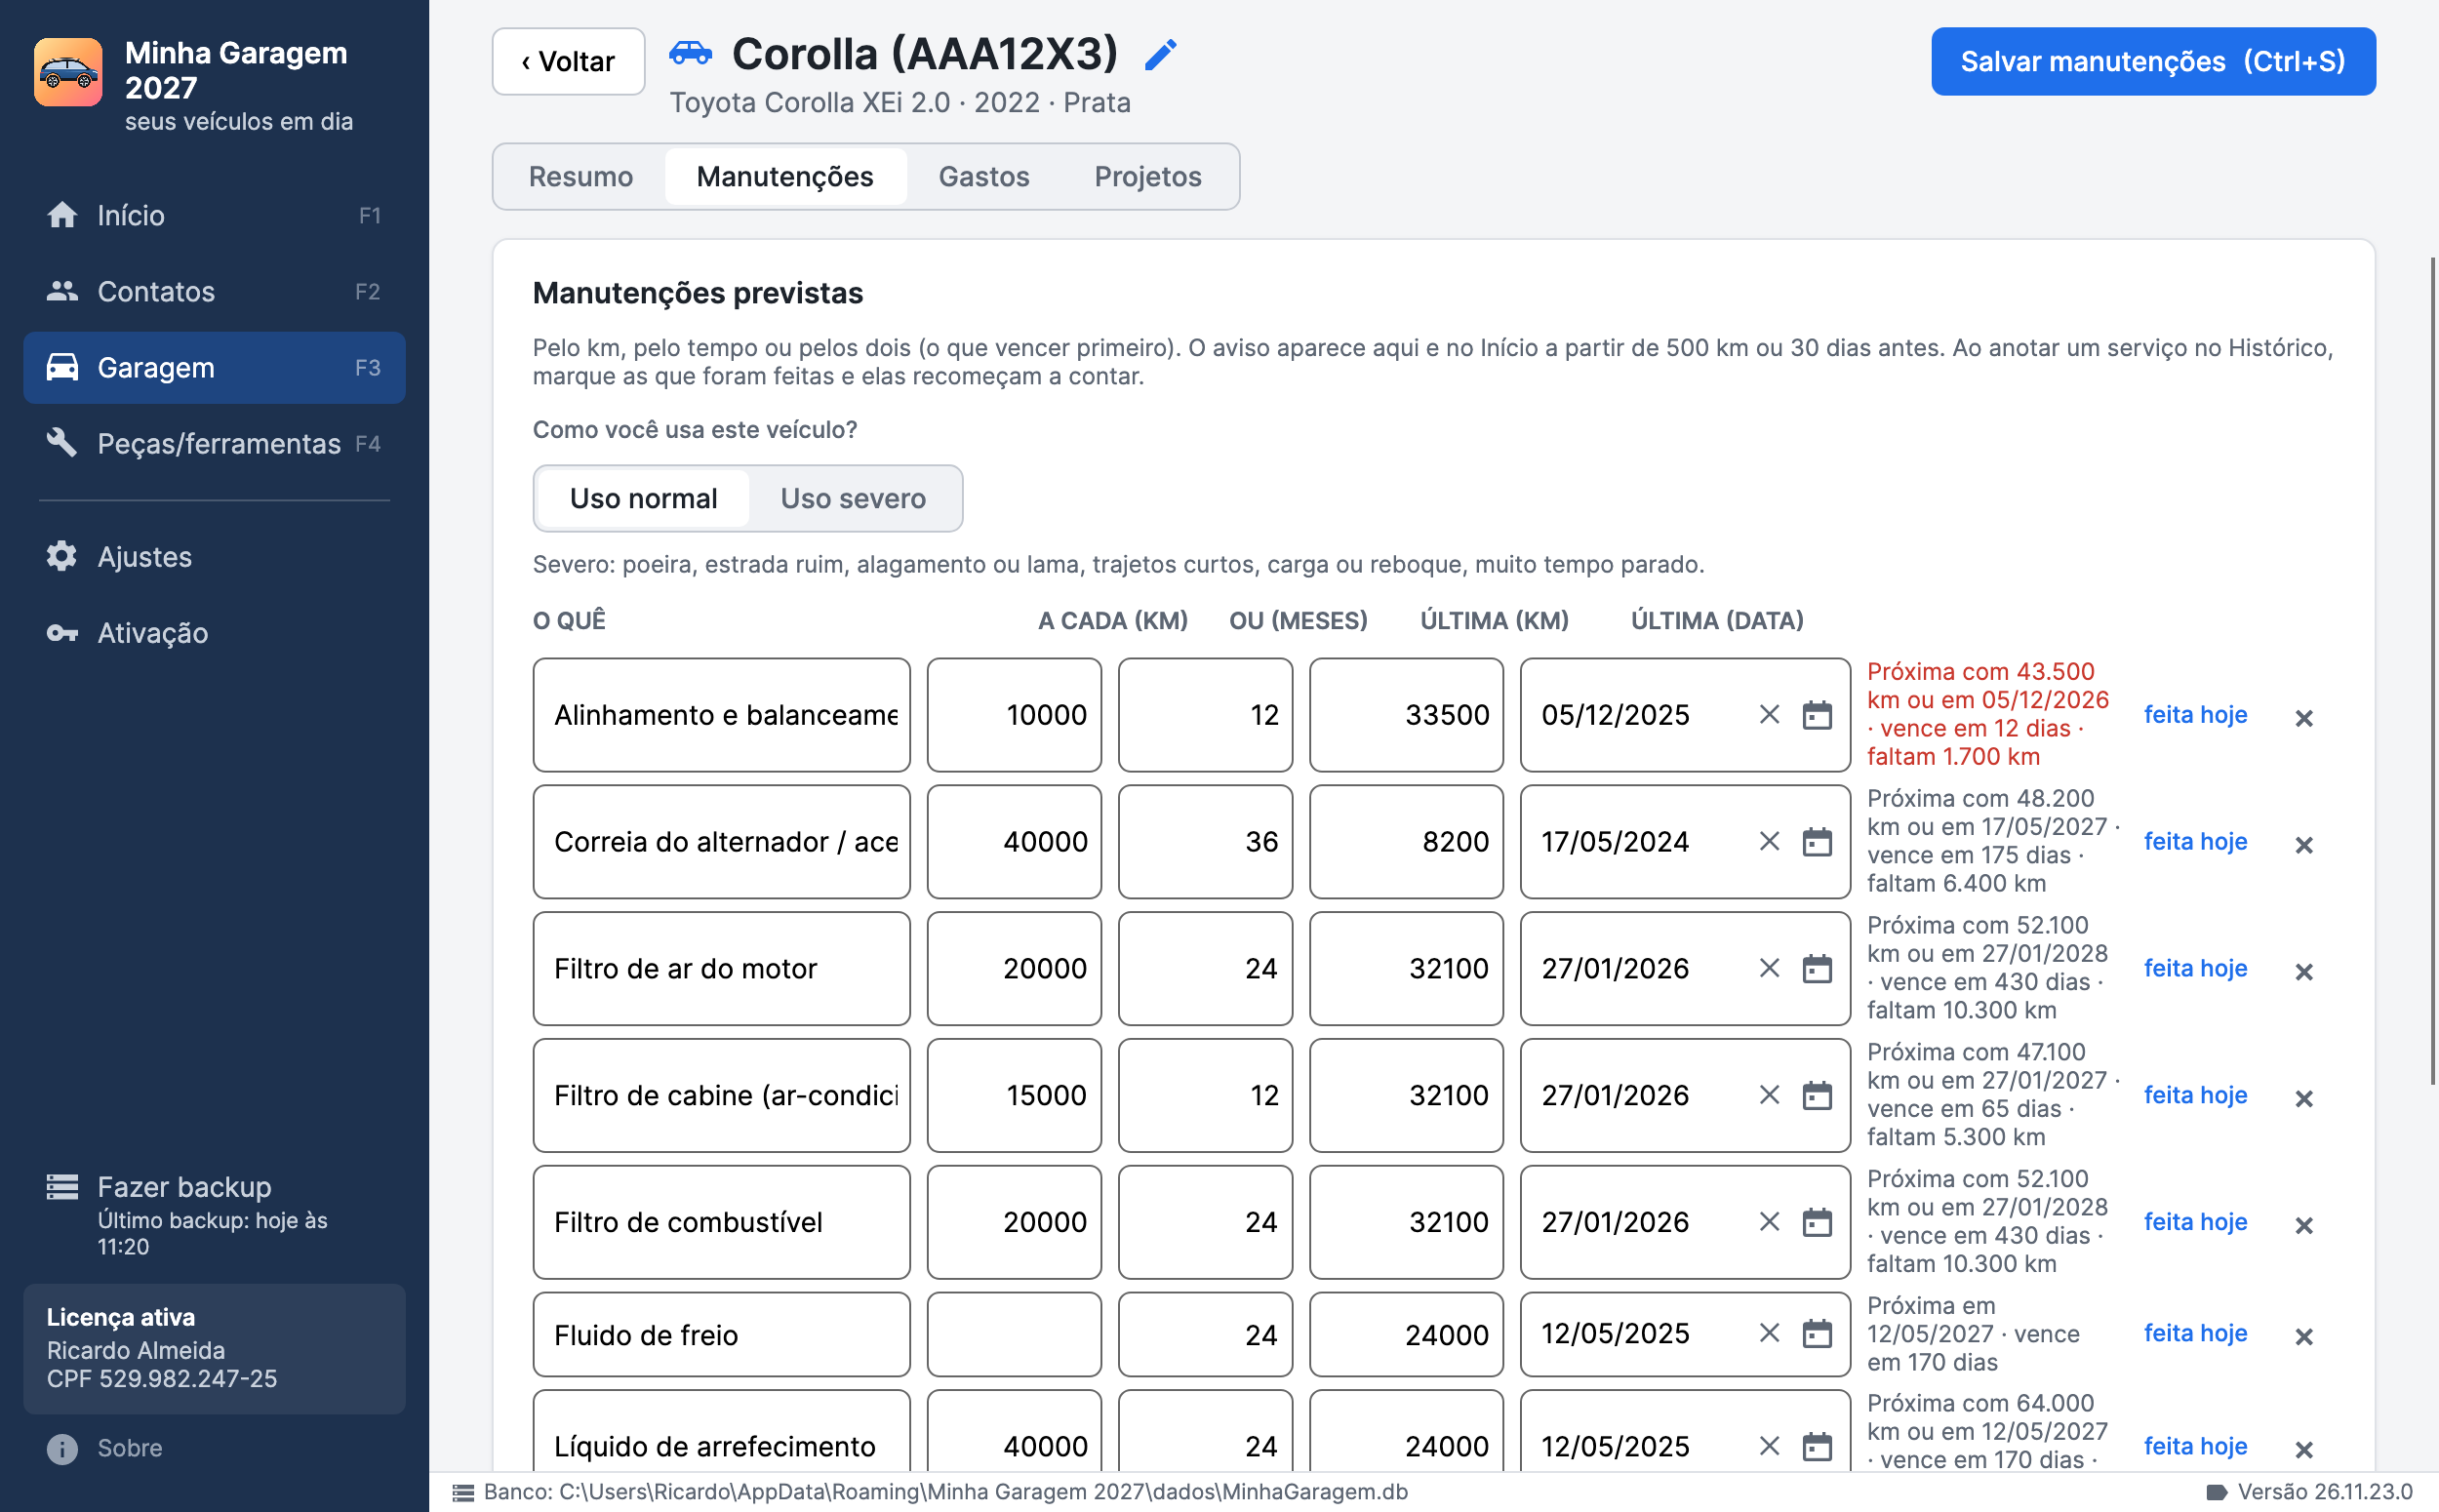 Minha Garagem
2027
seus veículos em dia
Início F1
Contatos F2
Garagem F3
Peças/ferramentas F4
Ajustes
Ativação
Fazer backup
Último backup: hoje às
11:20
Licença ativa
Ricardo Almeida
CPF 529.982.247-25
Sobre
‹ Voltar
Corolla (AAA12X3)
Toyota Corolla XEi 2.0 · 2022 · Prata
Salvar manutenções (Ctrl+S)
Resumo Manutenções Gastos Projetos
Manutenções previstas
Pelo km, pelo tempo ou pelos dois (o que vencer primeiro). O aviso aparece aqui e no Início a partir de 500 km ou 30 dias antes. Ao anotar um serviço no Histórico,
marque as que foram feitas e elas recomeçam a contar.
Como você usa este veículo?
Uso normal Uso severo
Severo: poeira, estrada ruim, alagamento ou lama, trajetos curtos, carga ou reboque, muito tempo parado.
O QUÊ A CADA (KM) OU (MESES) ÚLTIMA (KM) ÚLTIMA (DATA)
Alinhamento e balanceame 10000 12 33500 05/12/2025
Próxima com 43.500
km ou em 05/12/2026
· vence em 12 dias ·
faltam 1.700 km
feita hoje
Correia do alternador / ace 40000 36 8200 17/05/2024
Próxima com 48.200
km ou em 17/05/2027 ·
vence em 175 dias ·
faltam 6.400 km
feita hoje
Filtro de ar do motor 20000 24 32100 27/01/2026
Próxima com 52.100
km ou em 27/01/2028
· vence em 430 dias ·
faltam 10.300 km
feita hoje
Filtro de cabine (ar-condici 15000 12 32100 27/01/2026
Próxima com 47.100
km ou em 27/01/2027 ·
vence em 65 dias ·
faltam 5.300 km
feita hoje
Filtro de combustível 20000 24 32100 27/01/2026
Próxima com 52.100
km ou em 27/01/2028
· vence em 430 dias ·
faltam 10.300 km
feita hoje
Fluido de freio 24 24000 12/05/2025
Próxima em
12/05/2027 · vence
em 170 dias
feita hoje
Líquido de arrefecimento 40000 24 24000 12/05/2025
Próxima com 64.000
km ou em 12/05/2027
· vence em 170 dias ·
feita hoje
Banco: C:\Users\Ricardo\AppData\Roaming\Minha Garagem 2027\dados\MinhaGaragem.db
Versão 26.11.23.0